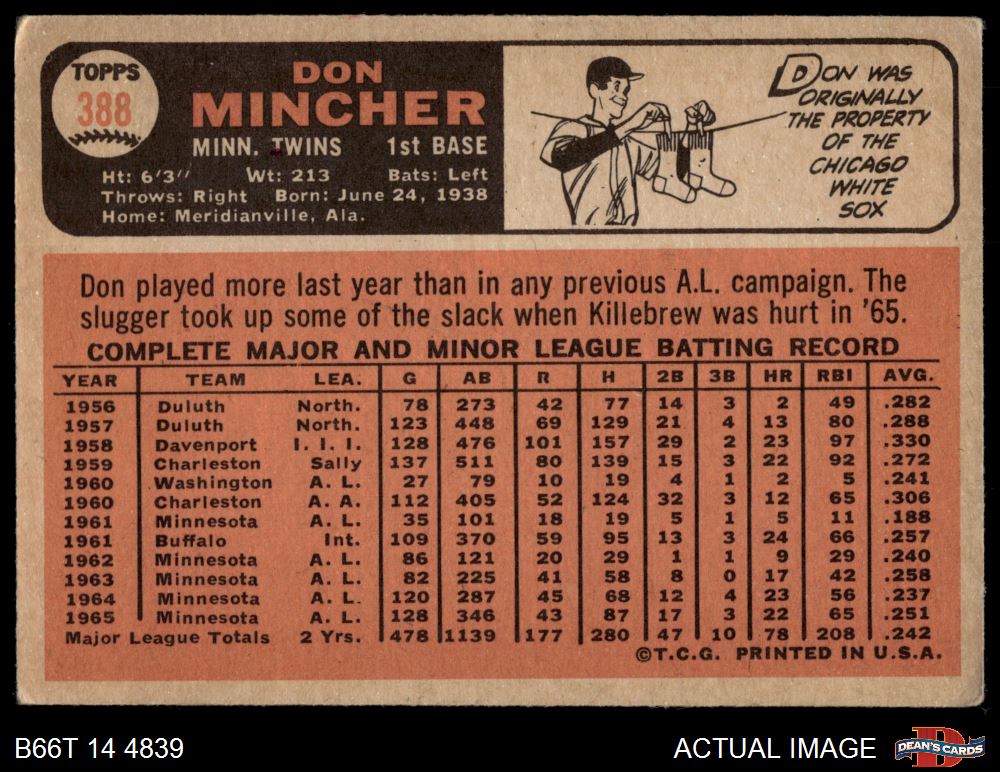 TOPPS
388
DON
MINCHER
MINN. TWINS 1st BASE
Ht: 6'3" Wt: 213 Bats: Left
Throws: Right Born: June 24, 1938
Home: Meridianville, Ala.
DON WAS
ORIGINALLY
THE PROPERTY
OF THE
CHICAGO
WHITE
SOX
Don played more last year than in any previous A.L. campaign. The
slugger took up some of the slack when Killebrew was hurt in '65.
COMPLETE MAJOR AND MINOR LEAGUE BATTING RECORD
YEAR TEAM LEA. G AB R H 2B 3B HR RBI AVG.
1956 Duluth North. 78 273 42 77 14 3 2 49 .282
1957 Duluth North. 123 448 69 129 21 4 13 80 .288
1958 Davenport I. I. I. 128 476 101 157 29 2 23 97 .330
1959 Charleston Sally 137 511 80 139 15 3 22 92 .272
1960 Washington A. L. 27 79 10 19 4 1 2 5 .241
1960 Charleston A. A. 112 405 52 124 32 3 12 65 .306
1961 Minnesota A. L. 35 101 18 19 5 1 5 11 .188
1961 Buffalo Int. 109 370 59 95 13 3 24 66 .257
1962 Minnesota A. L. 86 121 20 29 1 1 9 29 .240
1963 Minnesota A. L. 82 225 41 58 8 0 17 42 .258
1964 Minnesota A. L. 120 287 45 68 12 4 23 56 .237
1965 Minnesota A. L. 128 346 43 87 17 3 22 65 .251
Major League Totals 2 Yrs. 478 1139 177 280 47 10 78 208 .242
©T.C.G. PRINTED IN U.S.A.
B66T 14 4839 ACTUAL IMAGE DEAN'S CARDS